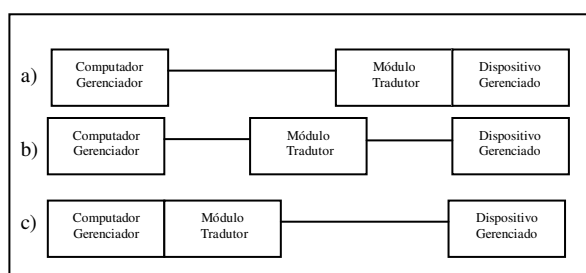 a)
Computador
Gerenciador
Módulo
Tradutor
Dispositivo
Gerenciado
b)
Computador
Gerenciador
Módulo
Tradutor
Dispositivo
Gerenciado
c)
Computador
Gerenciador
Módulo
Tradutor
Dispositivo
Gerenciado